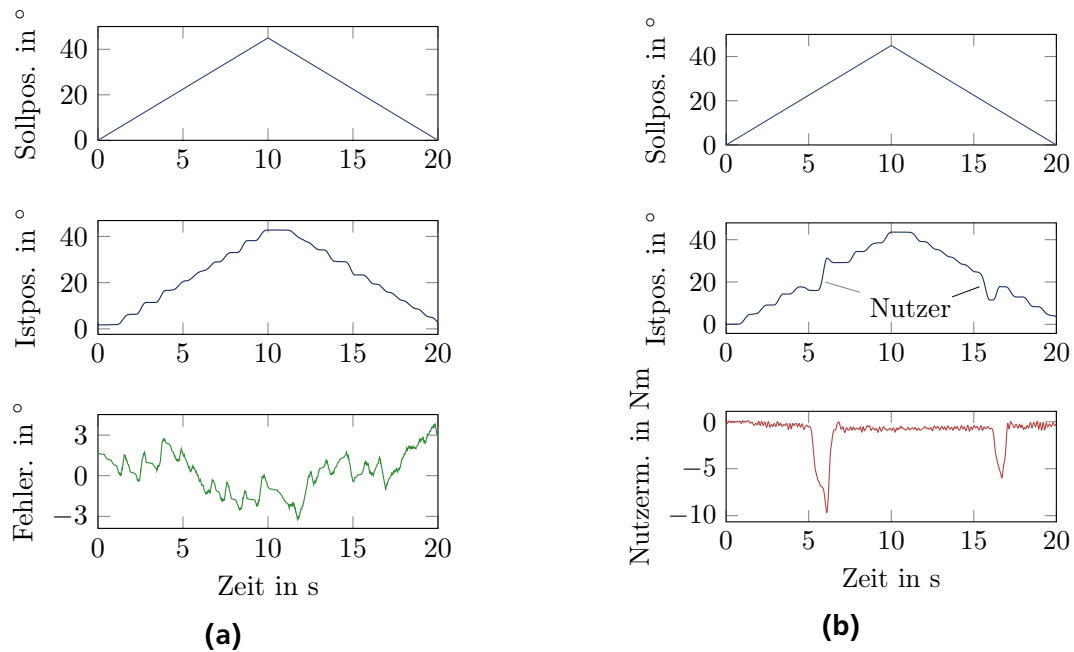 Sollpos. in °
40
20
0
0 5 10 15 20
Istpos. in °
40
20
0
0 5 10 15 20
Fehler. in °
3
0
−3
0 5 10 15 20
Zeit in s
(a)
Sollpos. in °
40
20
0
0 5 10 15 20
Istpos. in °
40
20
0
Nutzer
0 5 10 15 20
Nutzerm. in Nm
0
−5
−10
0 5 10 15 20
Zeit in s
(b)